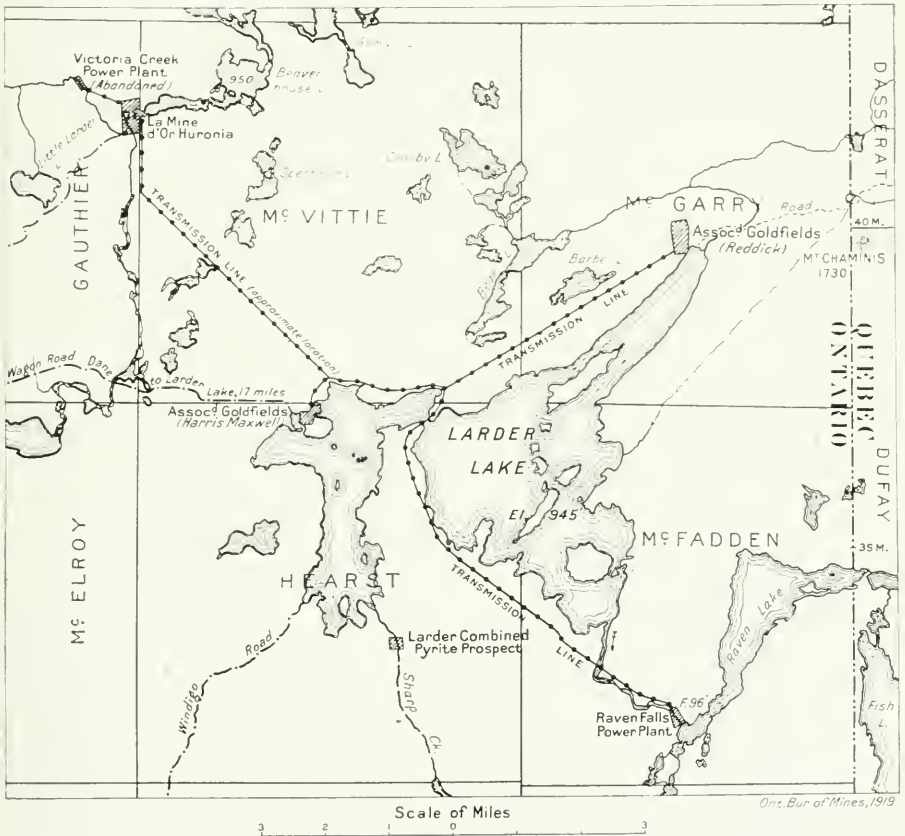 Victoria Creek
Power Plant
(Abandoned)
950
Beaver
house
La Mine
d'Or Huronia
Little Larder
GAUTHIER
MᶜVITTIE
MᶜGARRY
DASSERAT
Road
40 M.
Assocd. Goldfields
(Reddick)
MT CHAMINIS
1730
TRANSMISSION LINE (approximate location)
TRANSMISSION LINE
QUEBEC
ONTARIO
Wagon Road Dane to Larder Lake, 17 miles
Assocd. Goldfields
(Harris Maxwell)
LARDER
LAKE
El. 945
DUFAY
MᶜELROY
MᶜFADDEN
35 M.
HEARST
TRANSMISSION LINE
Raven Lake
Windigo Road
Larder Combined
Pyrite Prospect
Sharp Ck.
F. 96'
Raven Falls
Power Plant
Fish
L.
Ont. Bur of Mines, 1919
Scale of Miles
3 2 1 0 3